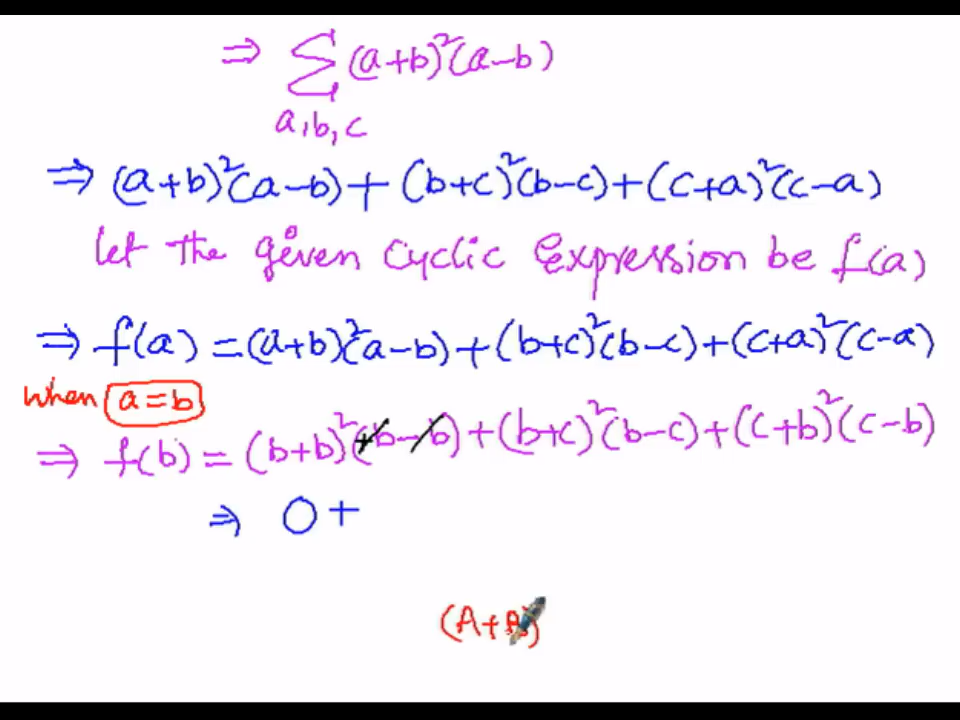 ⇒ ∑ (a+b)²(a−b)
a,b,c
⇒ (a+b)²(a−b)+(b+c)²(b−c)+(c+a)²(c−a)
let the given cyclic Expression be f(a)
⇒ f(a) = (a+b)²(a−b)+(b+c)²(b−c)+(c+a)²(c−a)
when a=b
⇒ f(b) = (b+b)²(b−b)+(b+c)²(b−c)+(c+b)²(c−b)
⇒ 0 +